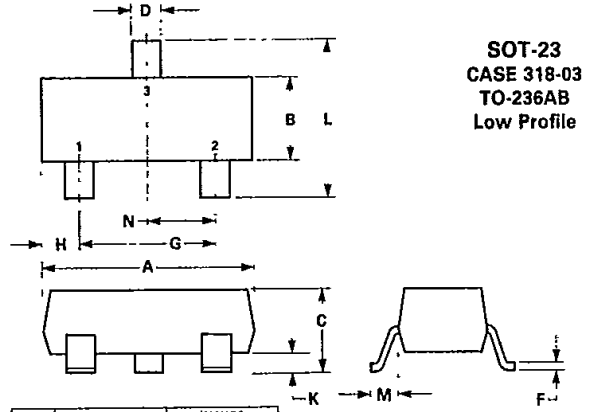 D
SOT-23
CASE 318-03
TO-236AB
Low Profile
3
B
L
1
2
N
H
G
A
C
K
M
F